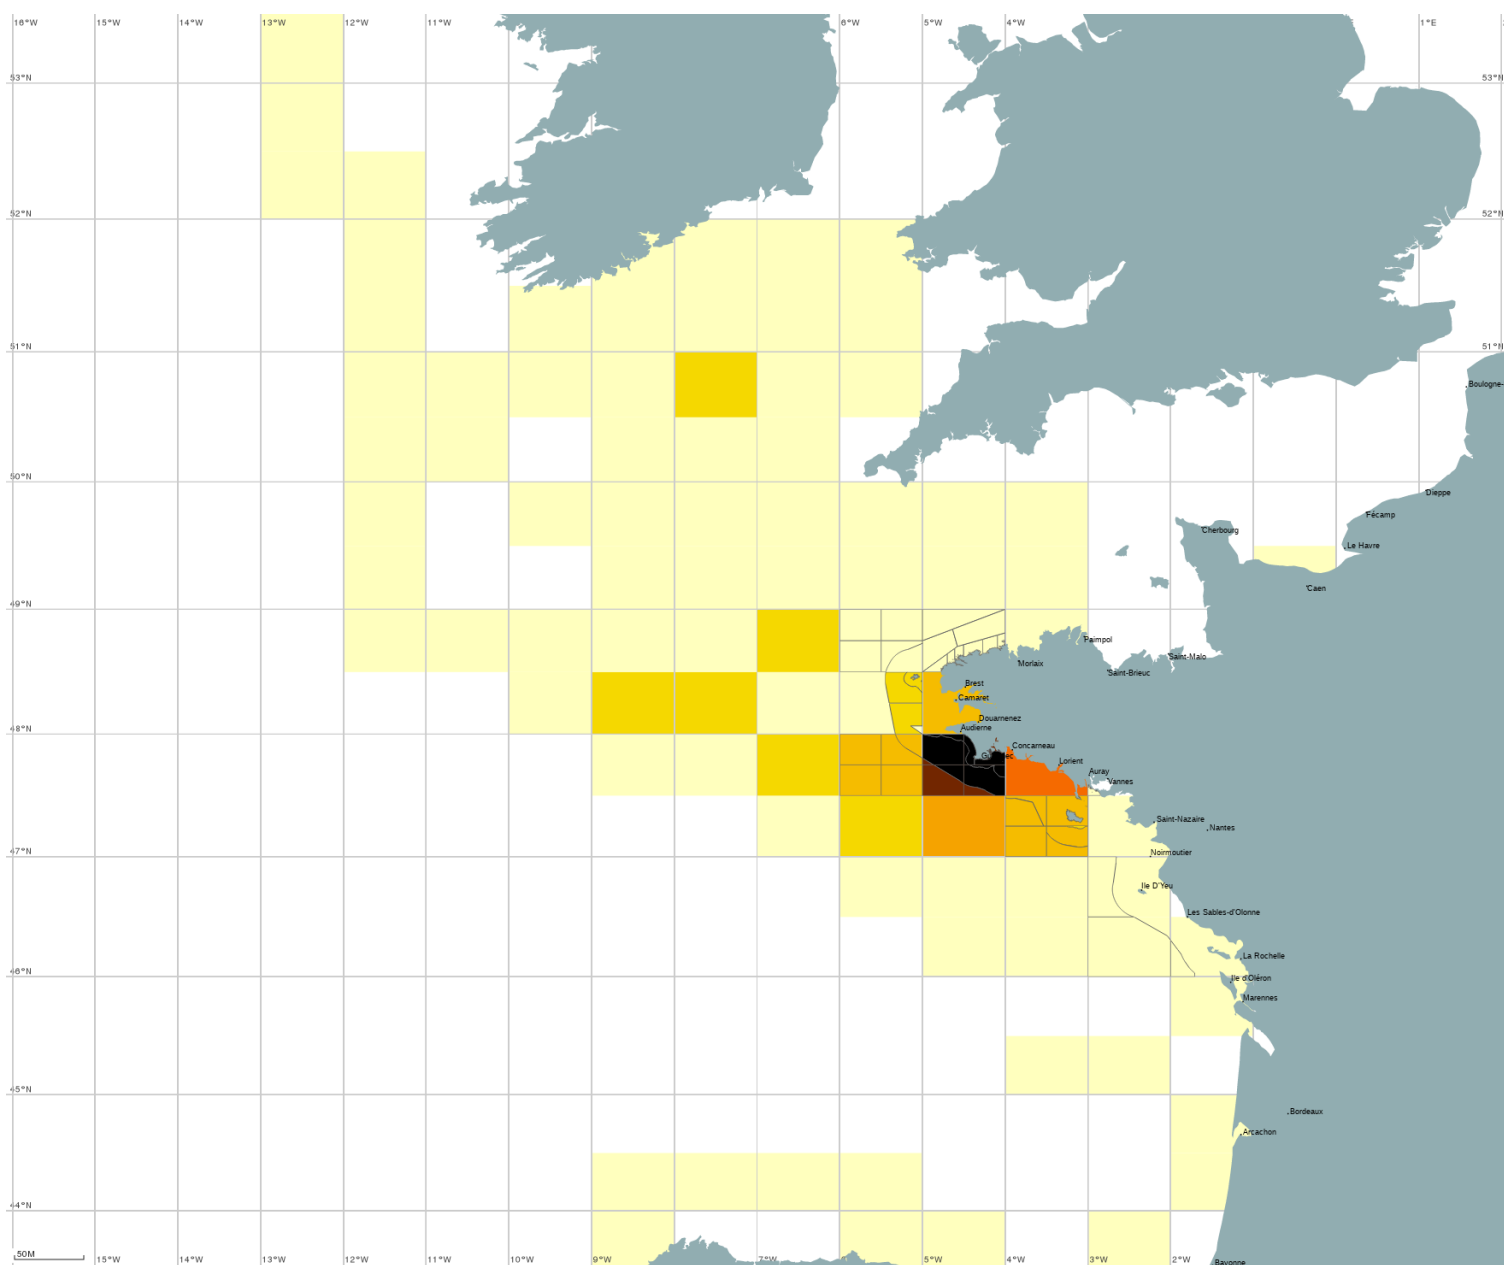 16°W 15°W 14°W 13°W 12°W 11°W 6°W 5°W 4°W 1°E
53°N 53°N
52°N 52°N
51°N 51°N
Boulogne-
50°N
Dieppe
Fécamp
Cherbourg
Le Havre
Caen
49°N
Paimpol
Saint-Malo
Morlaix
Saint-Brieuc
Brest
Camaret
Douarnenez
Audierne
48°N
Concarneau
Lorient
Auray
Vannes
Saint-Nazaire
Nantes
Noirmoutier
47°N
Ile D'Yeu
Les Sables-d'Olonne
La Rochelle
46°N
Ile d'Oléron
Marennes
45°N
Bordeaux
Arcachon
44°N
50M
15°W 14°W 13°W 12°W 11°W 10°W 9°W 7°W 6°W 5°W 4°W 3°W 2°W
Bayonne